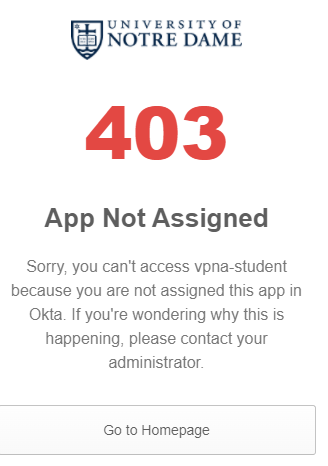 UNIVERSITY OF
NOTRE DAME
403
App Not Assigned
Sorry, you can't access vpna-student
because you are not assigned this app in
Okta. If you're wondering why this is
happening, please contact your
administrator.
Go to Homepage